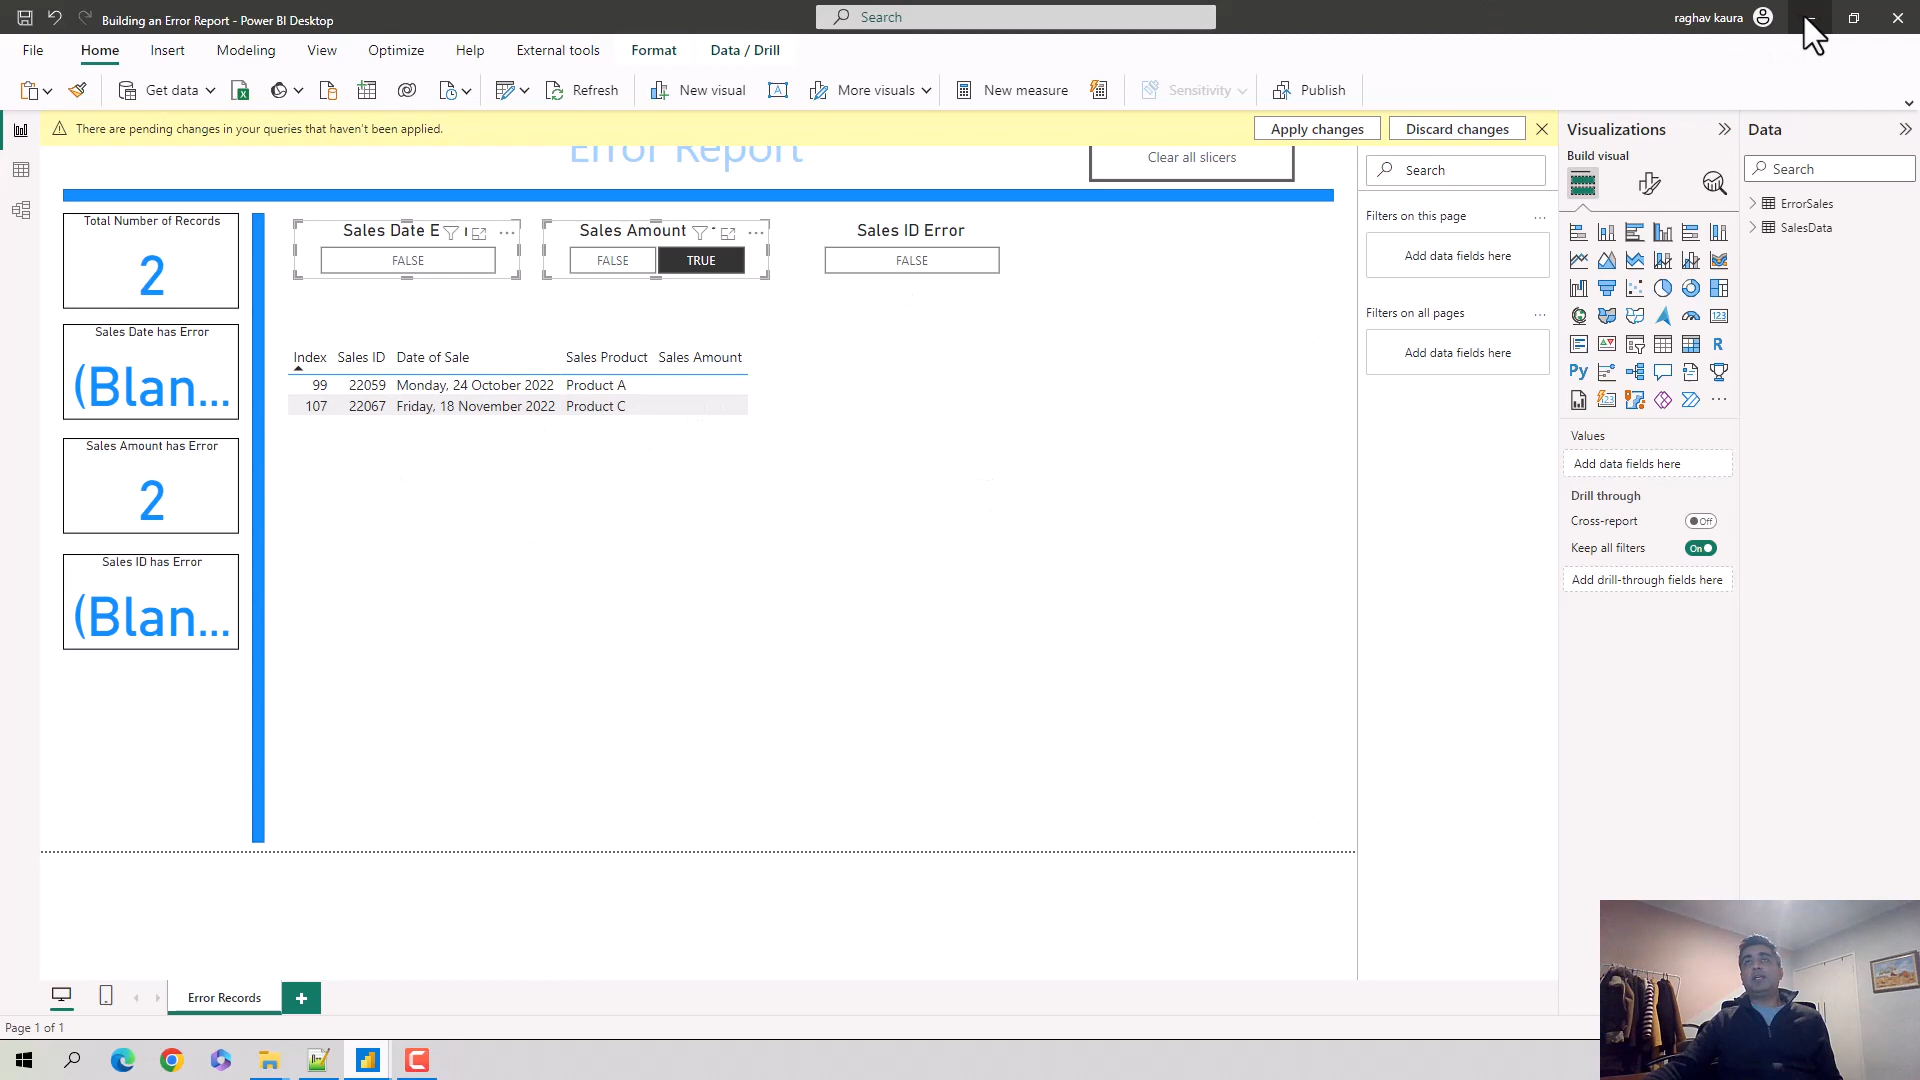 Building an Error Report - Power BI Desktop
Search
raghav kaura
File Home Insert Modeling View Optimize Help External tools Format Data / Drill
Get data
Refresh
New visual
More visuals
New measure
Sensitivity
Publish
There are pending changes in your queries that haven't been applied.
Apply changes
Discard changes
Error Report
Clear all slicers
Total Number of Records
2
Sales Date has Error
(Blan...
Sales Amount has Error
2
Sales ID has Error
(Blan...
Sales Date E
FALSE
Sales Amount
FALSE TRUE
Sales ID Error
FALSE
Index Sales ID Date of Sale Sales Product Sales Amount
99 22059 Monday, 24 October 2022 Product A
107 22067 Friday, 18 November 2022 Product C
Search
Filters on this page ...
Add data fields here
Filters on all pages ...
Add data fields here
Visualizations
Build visual
123
R
Py
Values
Add data fields here
Drill through
Cross-report
Off
Keep all filters
On
Add drill-through fields here
Data
Search
ErrorSales
SalesData
Error Records
Page 1 of 1